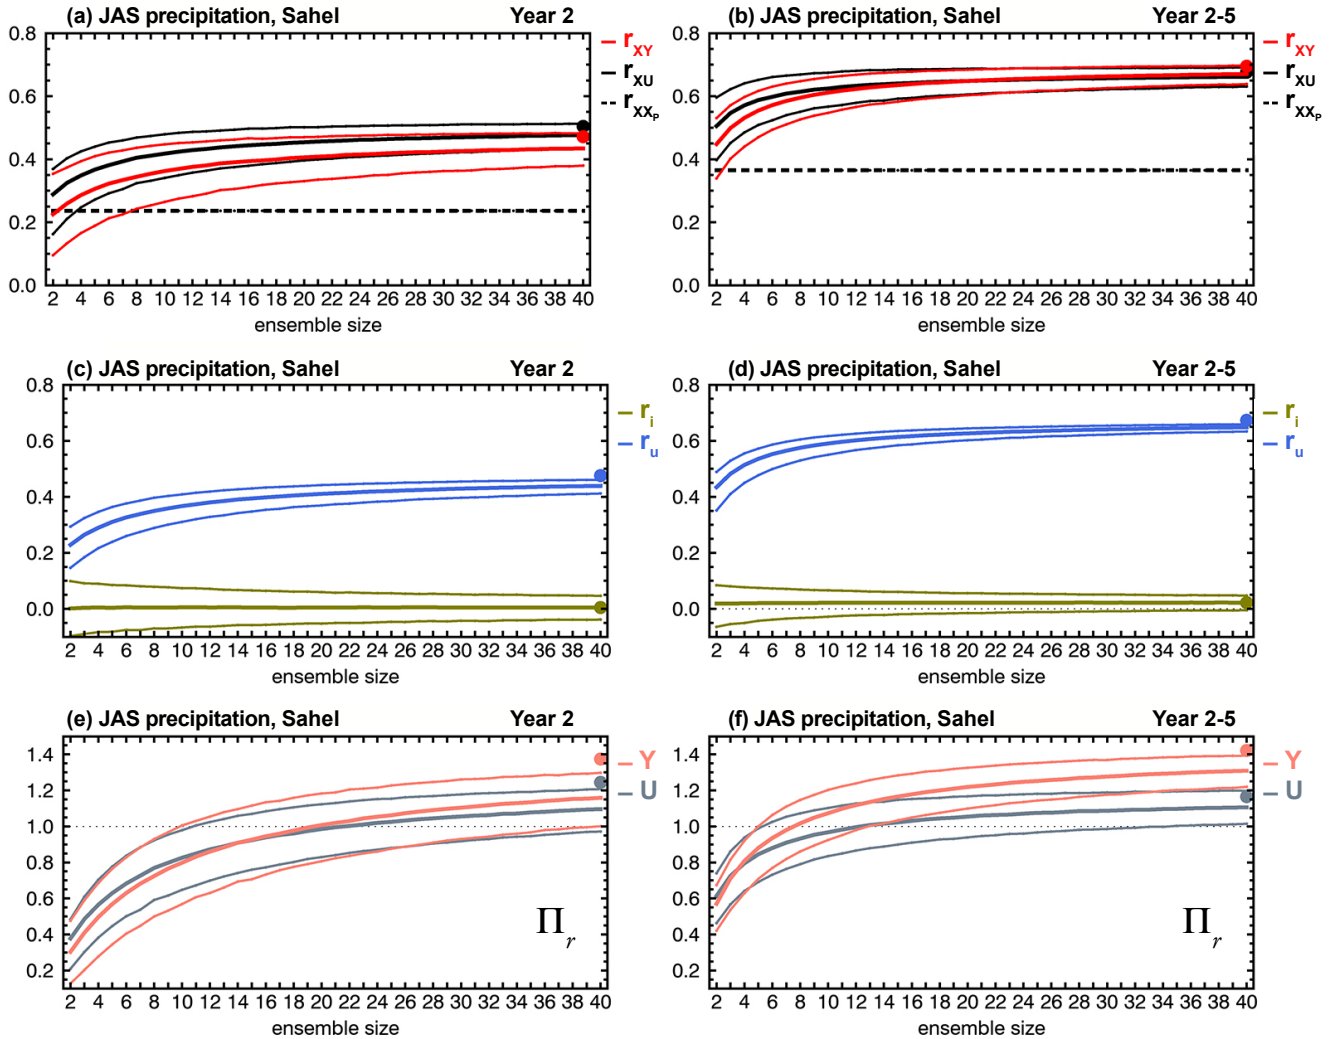 (a) JAS precipitation, Sahel Year 2
0.8
0.6
0.4
0.2
0.0
2 4 6 8 10 12 14 16 18 20 22 24 26 28 30 32 34 36 38 40
ensemble size
r XY
r XU
r XX P
(b) JAS precipitation, Sahel Year 2-5
0.8
0.6
0.4
0.2
0.0
2 4 6 8 10 12 14 16 18 20 22 24 26 28 30 32 34 36 38 40
ensemble size
r XY
r XU
r XX P
(c) JAS precipitation, Sahel Year 2
0.8
0.6
0.4
0.2
0.0
2 4 6 8 10 12 14 16 18 20 22 24 26 28 30 32 34 36 38 40
ensemble size
r i
r u
(d) JAS precipitation, Sahel Year 2-5
0.8
0.6
0.4
0.2
0.0
2 4 6 8 10 12 14 16 18 20 22 24 26 28 30 32 34 36 38 40
ensemble size
r i
r u
(e) JAS precipitation, Sahel Year 2
1.4
1.2
1.0
0.8
0.6
0.4
0.2
Π r
2 4 6 8 10 12 14 16 18 20 22 24 26 28 30 32 34 36 38 40
ensemble size
Y
U
(f) JAS precipitation, Sahel Year 2-5
1.4
1.2
1.0
0.8
0.6
0.4
0.2
Π r
2 4 6 8 10 12 14 16 18 20 22 24 26 28 30 32 34 36 38 40
ensemble size
Y
U